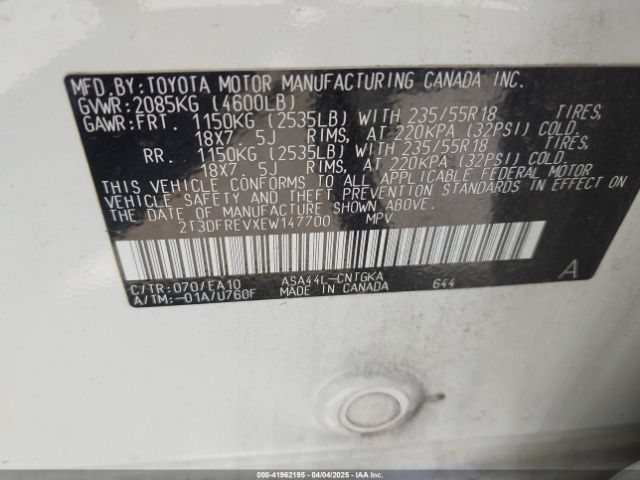 MFD.BY:TOYOTA MOTOR MANUFACTURING CANADA INC.
GVWR:2085KG (4600LB)
GAWR:FRT. 1150KG (2535LB) WITH 235/55R18 TIRES,
18X7. 5J RIMS, AT 220KPA (32PSI) COLD.
RR. 1150KG (2535LB) WITH 235/55R18 TIRES,
18X7. 5J RIMS, AT 220KPA (32PSI) COLD.
THIS VEHICLE CONFORMS TO ALL APPLICABLE FEDERAL MOTOR
VEHICLE SAFETY AND THEFT PREVENTION STANDARDS IN EFFECT ON
THE DATE OF MANUFACTURE SHOWN ABOVE.
2T3DFREVXEW147700 MPV
C/TR:070/EA10 ASA44L-CNTGKA A
A/TM:-01A/U760F MADE IN CANADA 644
000-41962195 - 04/04/2025 - IAA Inc.